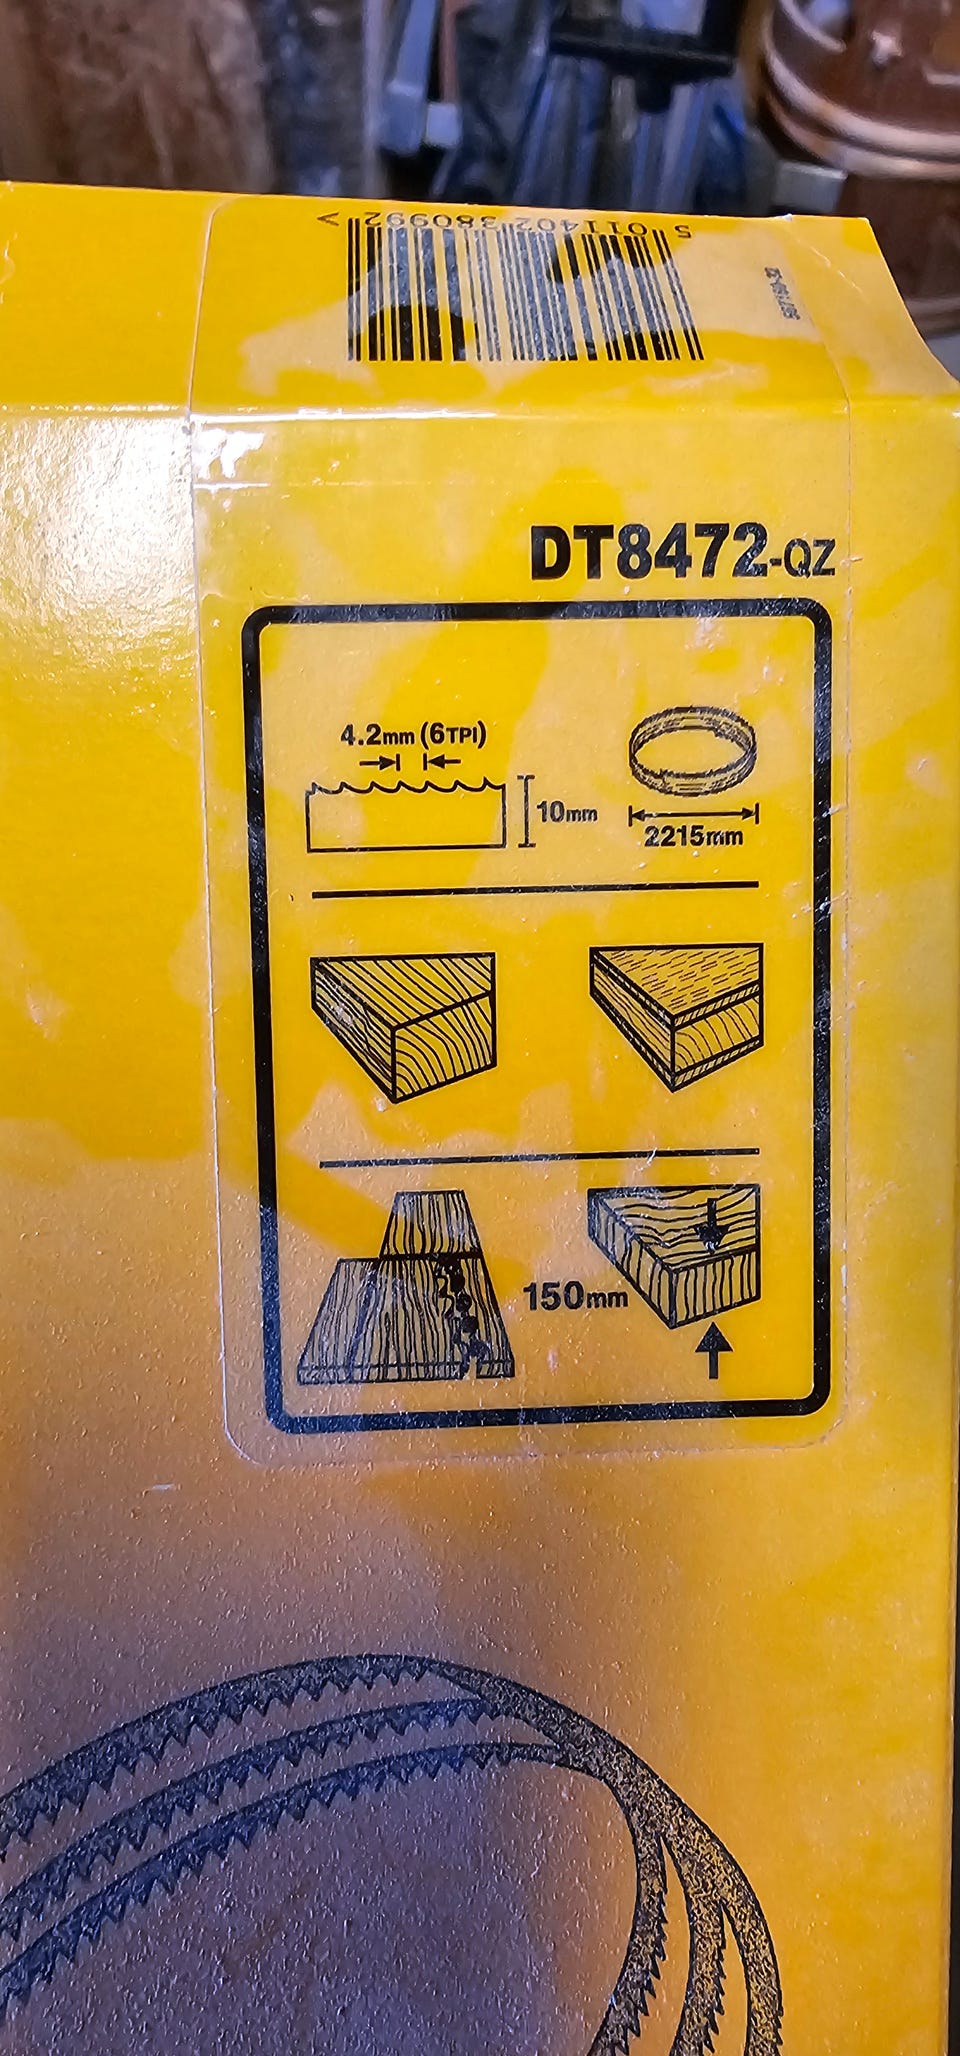 5 011402 380992 >
DT8472-QZ
4.2mm (6TPI)
10mm
2215mm
150mm